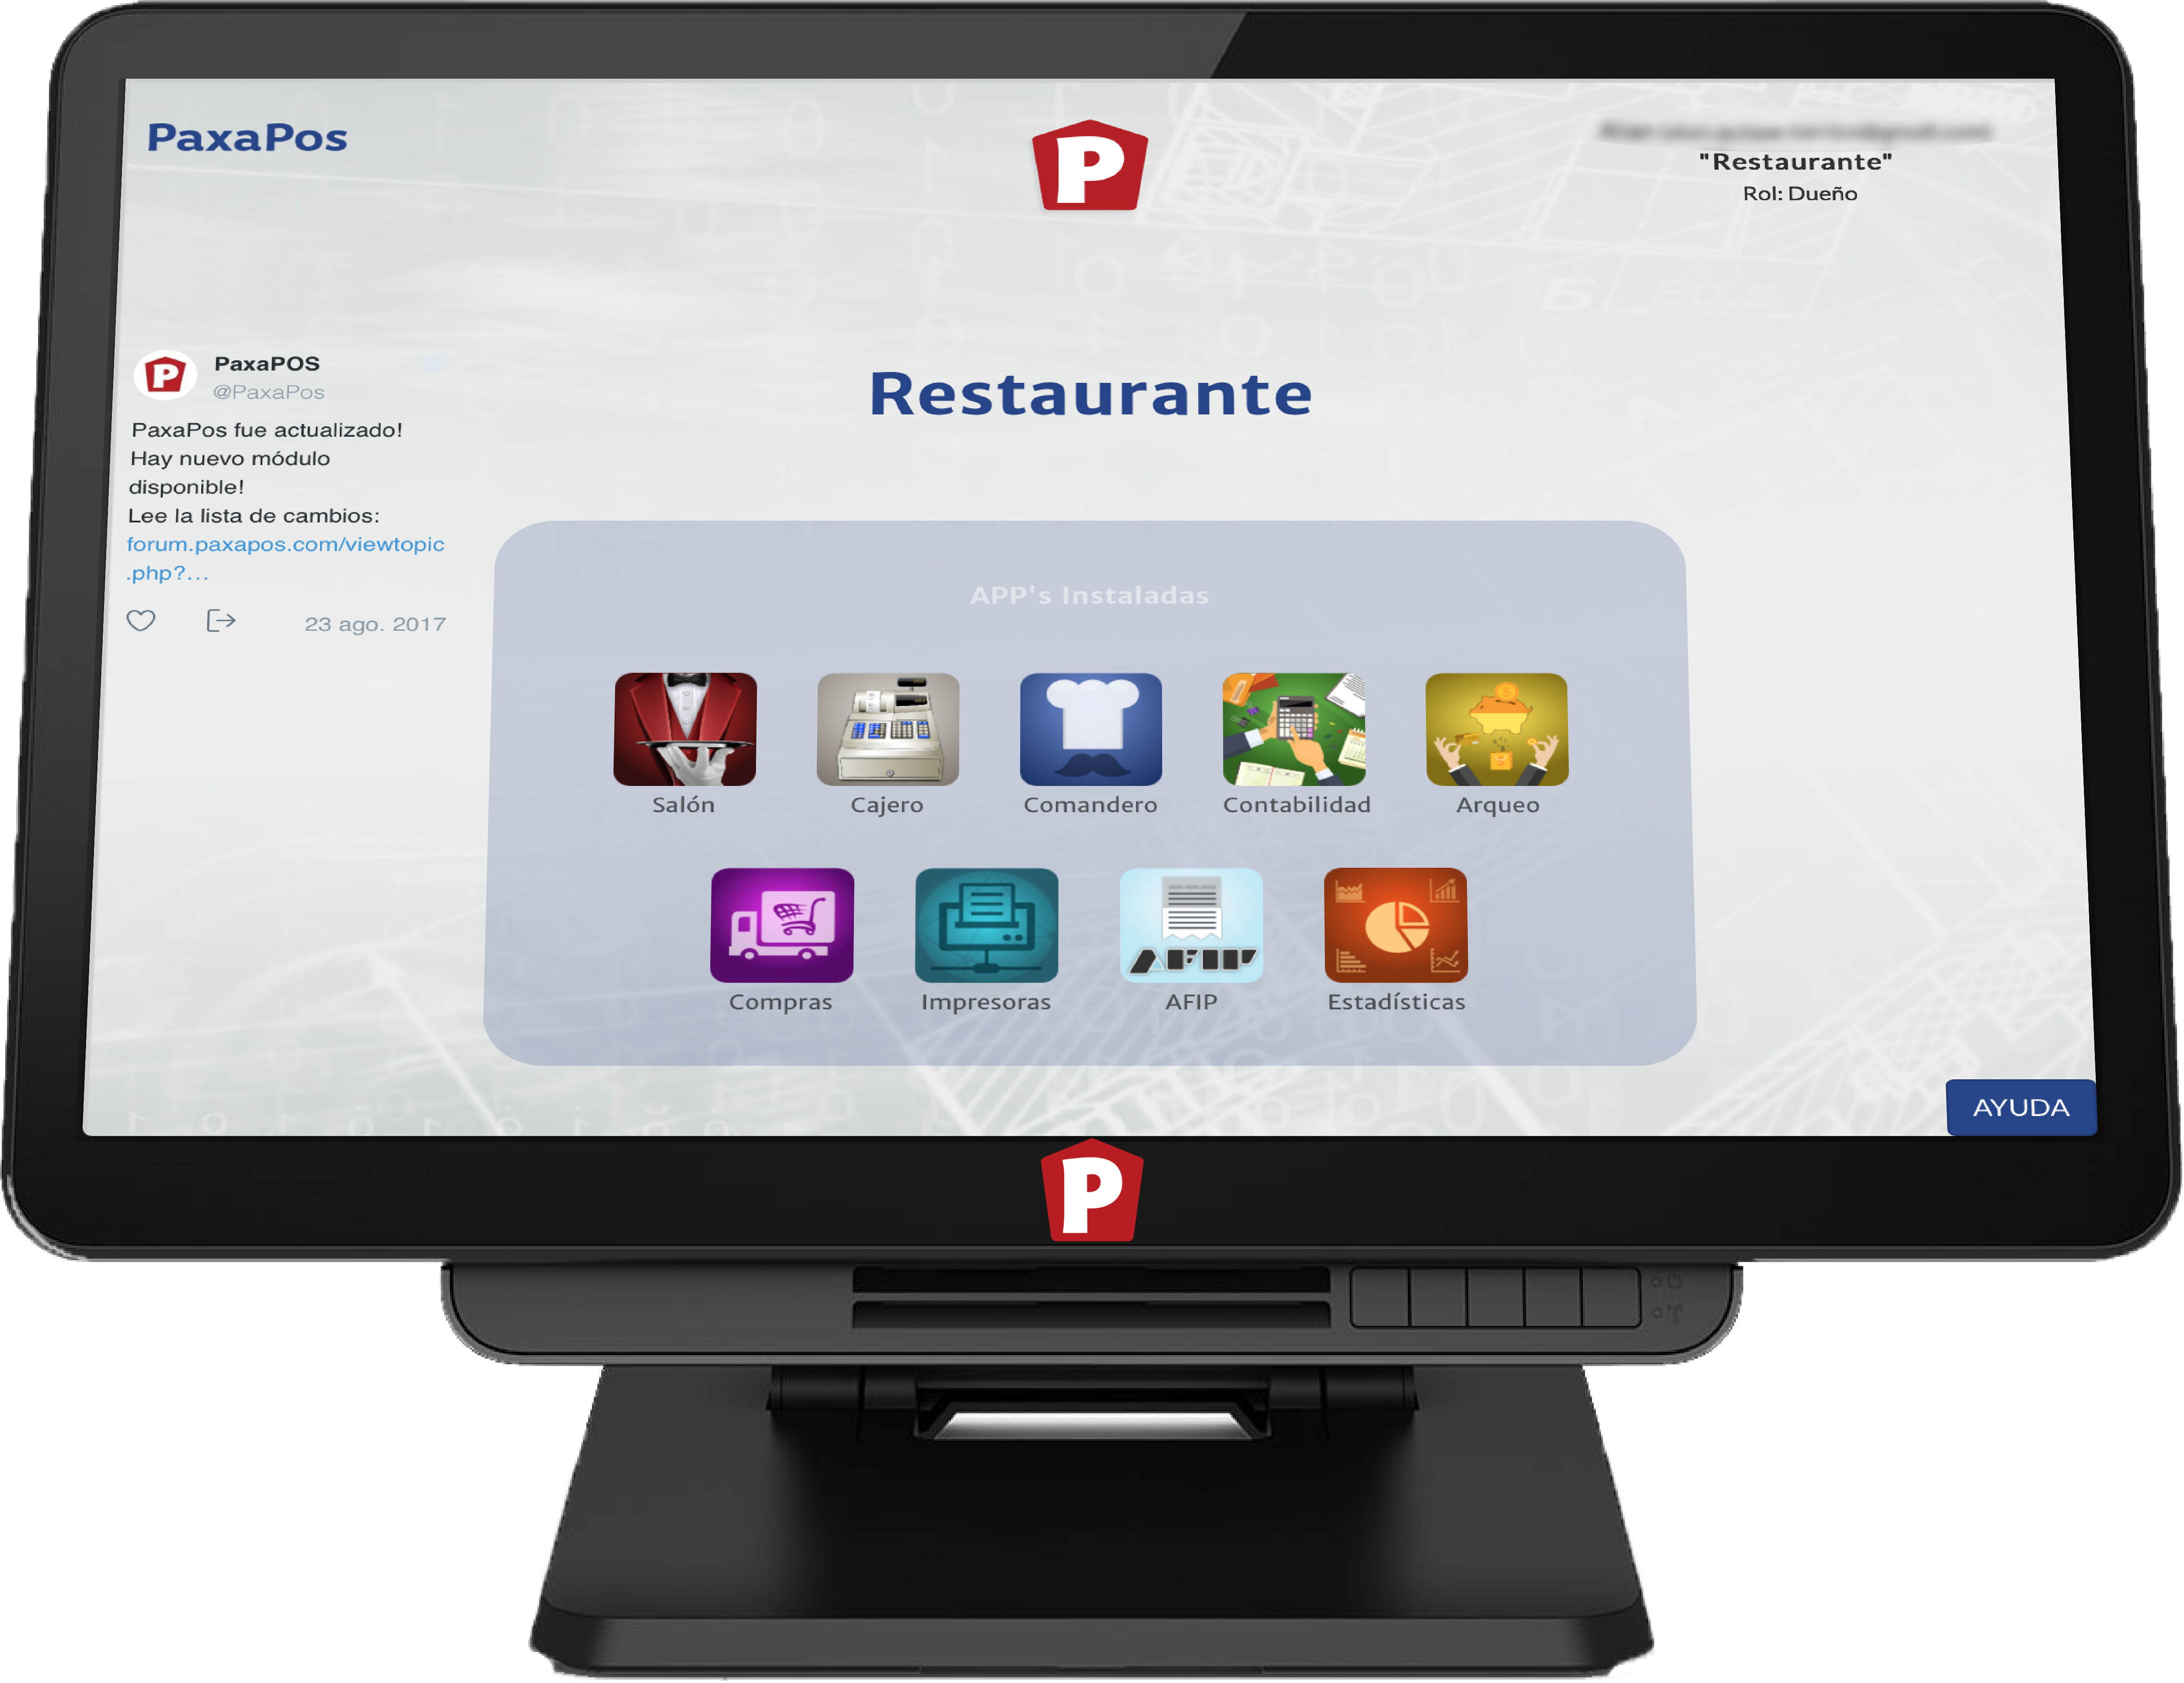 PaxaPos
P
"Restaurante"
Rol: Dueño
PaxaPOS
@PaxaPos
PaxaPos fue actualizado!
Hay nuevo módulo
disponible!
Lee la lista de cambios:
forum.paxapos.com/viewtopic
.php?...
23 ago. 2017
Restaurante
APP's Instaladas
Salón
Cajero
Comandero
Contabilidad
Arqueo
AFIP
Compras
Impresoras
AFIP
Estadísticas
AYUDA
P